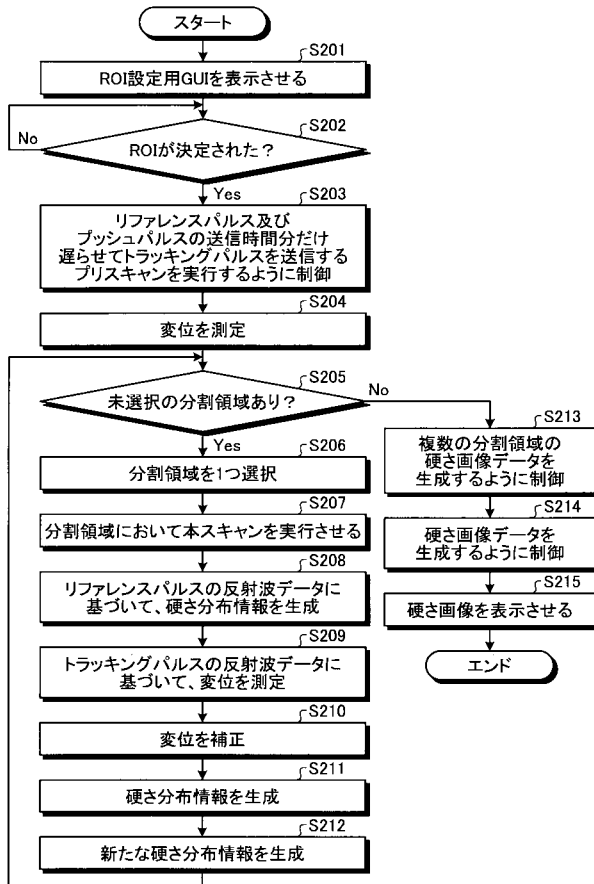 スタート
S201
ROI設定用GUIを表示させる
S202
No
ROIが決定された?
Yes
S203
リファレンスパルス及び
プッシュパルスの送信時間分だけ
遅らせてトラッキングパルスを送信する
プリスキャンを実行するように制御
S204
変位を測定
S205
未選択の分割領域あり?
No
Yes
S206
分割領域を1つ選択
S207
分割領域において本スキャンを実行させる
S208
リファレンスパルスの反射波データに
基づいて、硬さ分布情報を生成
S209
トラッキングパルスの反射波データに
基づいて、変位を測定
S210
変位を補正
S211
硬さ分布情報を生成
S212
新たな硬さ分布情報を生成
S213
複数の分割領域の
硬さ画像データを
生成するように制御
S214
硬さ画像データを
生成するように制御
S215
硬さ画像を表示させる
エンド